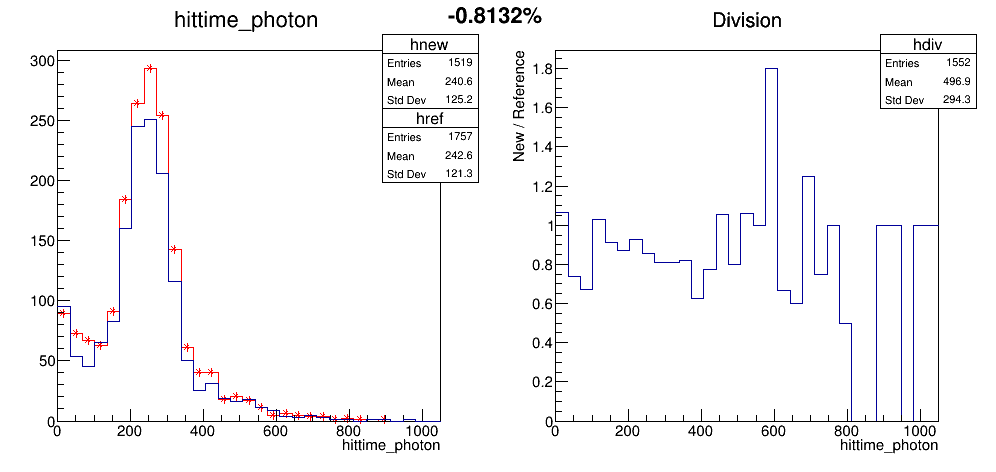 -0.8132%
hittime_photon
hnew
Entries 1519
Mean 240.6
Std Dev 125.2
href
Entries 1757
Mean 242.6
Std Dev 121.3
300
250
200
150
100
50
0
0 200 400 600 800 1000
hittime_photon
Division
hdiv
Entries 1552
Mean 496.9
Std Dev 294.3
New / Reference
1.8
1.6
1.4
1.2
1
0.8
0.6
0.4
0.2
0
0 200 400 600 800 1000
hittime_photon